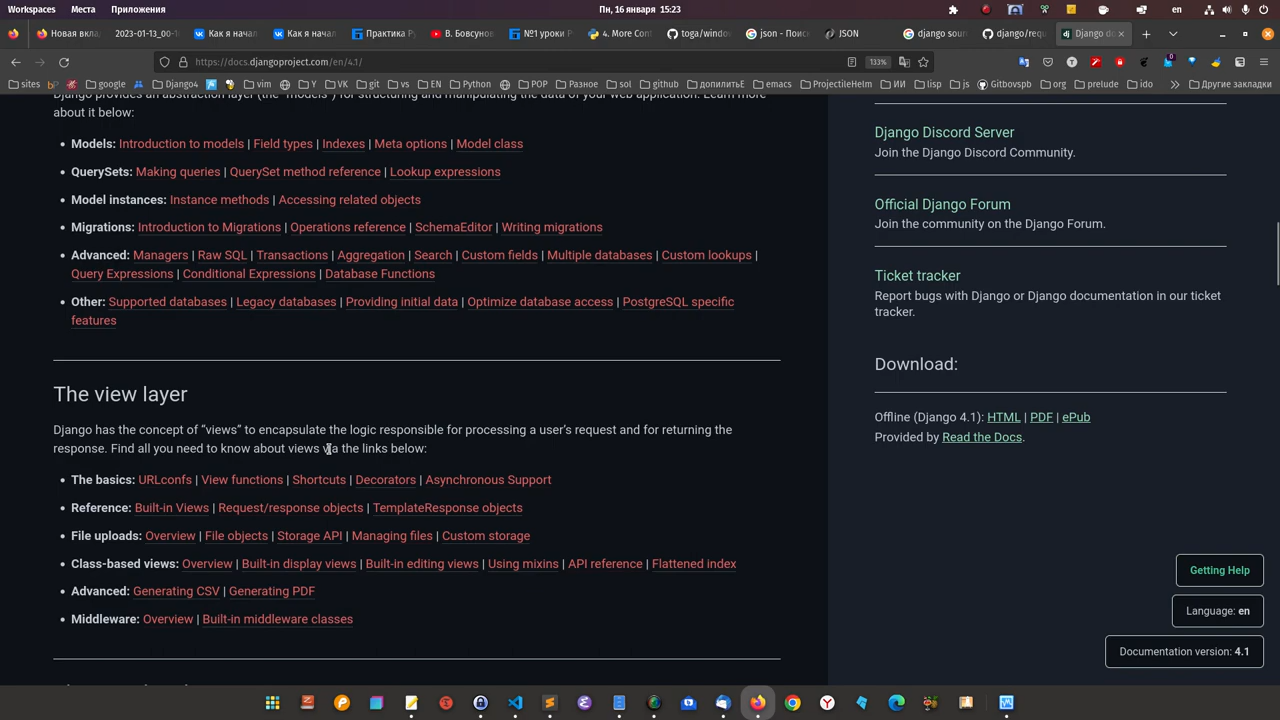 Workspaces Места Приложения Пн, 16 января 15:23 en
Новая вкл 2023-01-13_00-1 Как я начал Как я начал Практика Ру В. Бовсунов №1 уроки 4. More Con toga/windo json - Поис JSON django sour django/requ Django do
https://docs.djangoproject.com/en/4.1/ 133%
sol google Django4 vim Y VK git vs EN Python POP Разное sol github допилитьЕ emacs ProjectileHelm ИИ lisp js Gitbovspb org prelude ido Другие закладки
Django provides an abstraction layer (the “models”) for structuring and manipulating the data of your web application. Learn more
about it below:
• Models: Introduction to models | Field types | Indexes | Meta options | Model class
• QuerySets: Making queries | QuerySet method reference | Lookup expressions
• Model instances: Instance methods | Accessing related objects
• Migrations: Introduction to Migrations | Operations reference | SchemaEditor | Writing migrations
• Advanced: Managers | Raw SQL | Transactions | Aggregation | Search | Custom fields | Multiple databases | Custom lookups |
Query Expressions | Conditional Expressions | Database Functions
• Other: Supported databases | Legacy databases | Providing initial data | Optimize database access | PostgreSQL specific
features
The view layer
Django has the concept of “views” to encapsulate the logic responsible for processing a user’s request and for returning the
response. Find all you need to know about views via the links below:
• The basics: URLconfs | View functions | Shortcuts | Decorators | Asynchronous Support
• Reference: Built-in Views | Request/response objects | TemplateResponse objects
• File uploads: Overview | File objects | Storage API | Managing files | Custom storage
• Class-based views: Overview | Built-in display views | Built-in editing views | Using mixins | API reference | Flattened index
• Advanced: Generating CSV | Generating PDF
• Middleware: Overview | Built-in middleware classes
Django Discord Server
Join the Django Discord Community.
Official Django Forum
Join the community on the Django Forum.
Ticket tracker
Report bugs with Django or Django documentation in our ticket
tracker.
Download:
Offline (Django 4.1): HTML | PDF | ePub
Provided by Read the Docs.
Getting Help
Language: en
Documentation version: 4.1